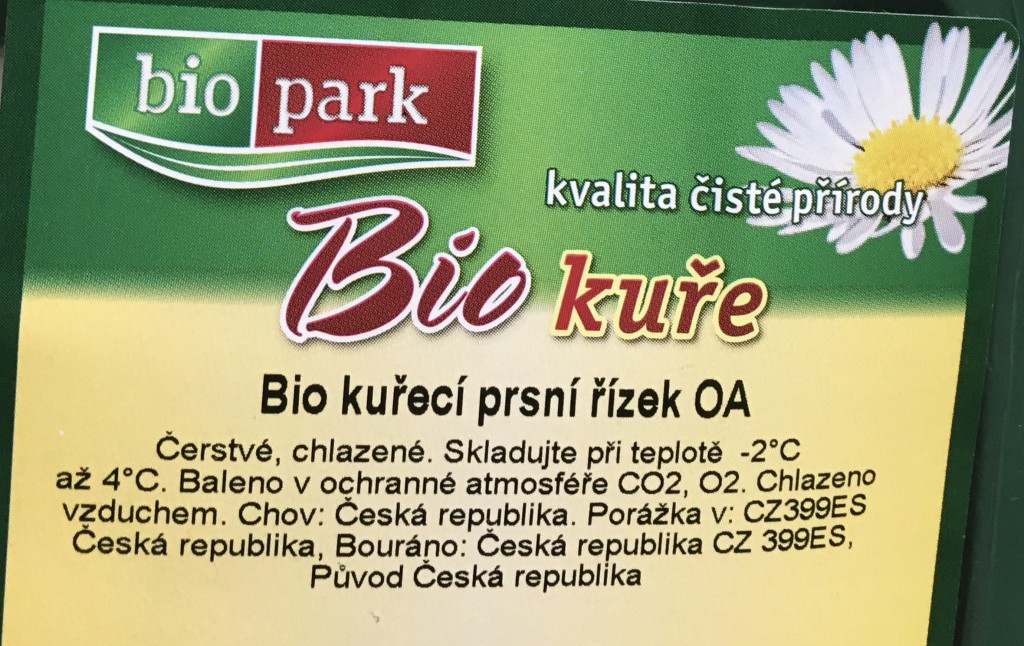 bio park
kvalita čisté přírody
Bio kuře
Bio kuřecí prsní řízek OA
Čerstvé, chlazené. Skladujte při teplotě -2°C
až 4°C. Baleno v ochranné atmosféře CO2, O2. Chlazeno
vzduchem. Chov: Česká republika. Porážka v: CZ399ES
Česká republika, Bouráno: Česká republika CZ 399ES,
Původ Česká republika